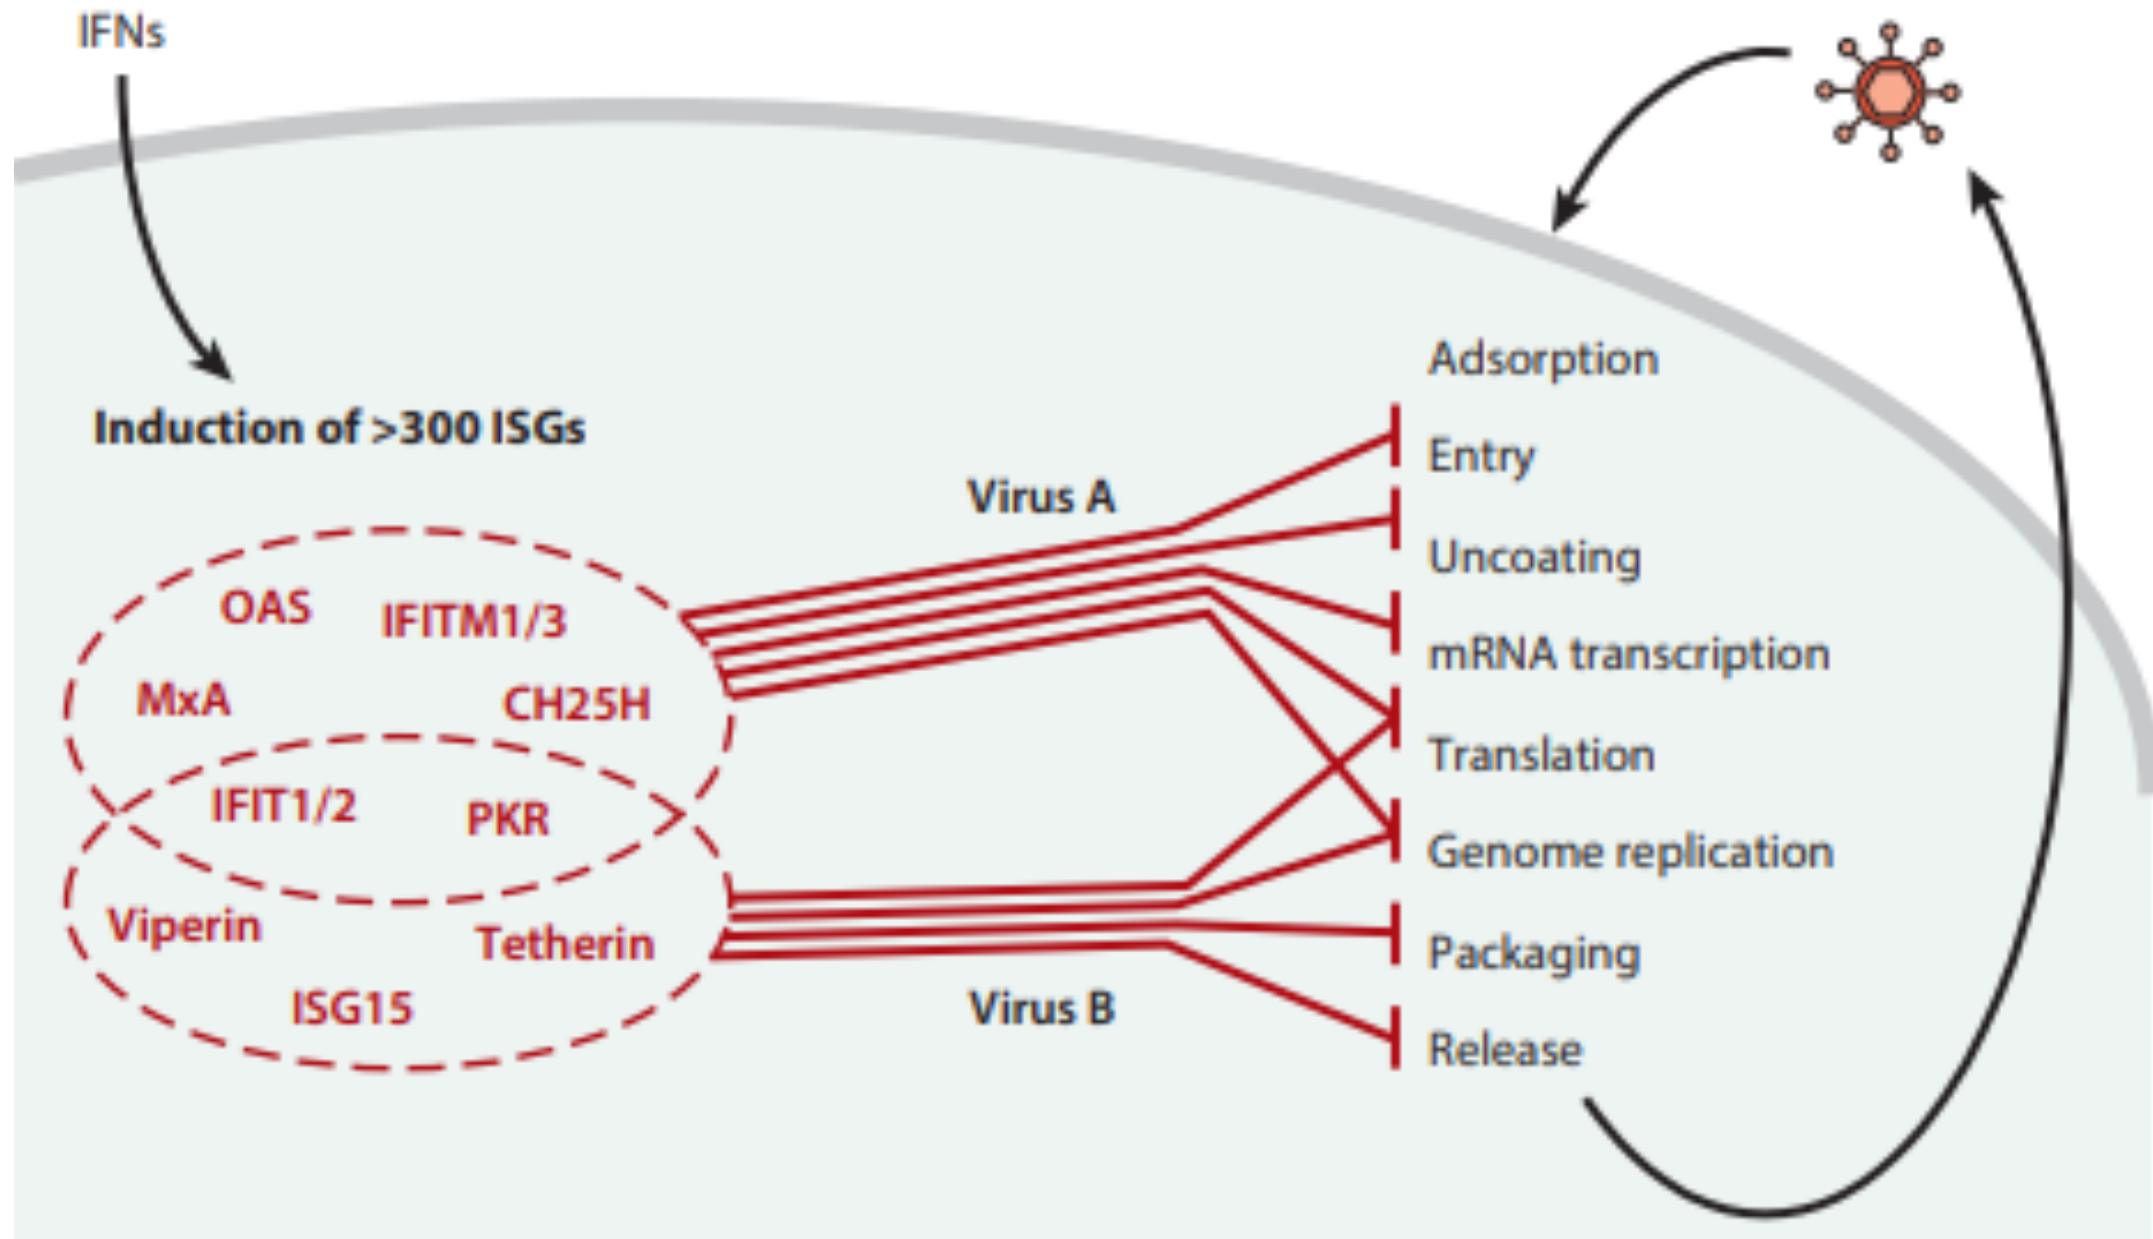 IFNs
Induction of >300 ISGs
OAS
IFITM1/3
MxA
CH25H
IFIT1/2
PKR
Viperin
Tetherin
ISG15
Virus A
Virus B
Adsorption
Entry
Uncoating
mRNA transcription
Translation
Genome replication
Packaging
Release